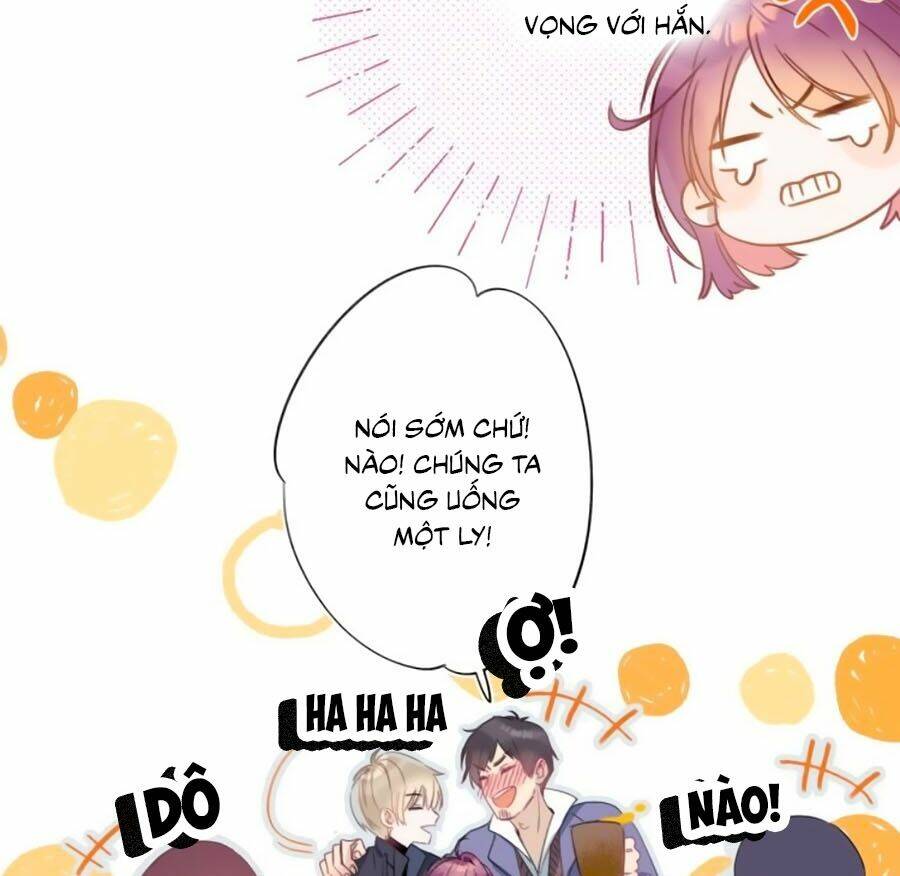 VỌNG VỚI HẮN.
NÓI SỚM CHỨ!
NÀO! CHÚNG TA
CŨNG UỐNG
MỘT LY!
Ợ!
HA HA HA
DÔ
NÀO!